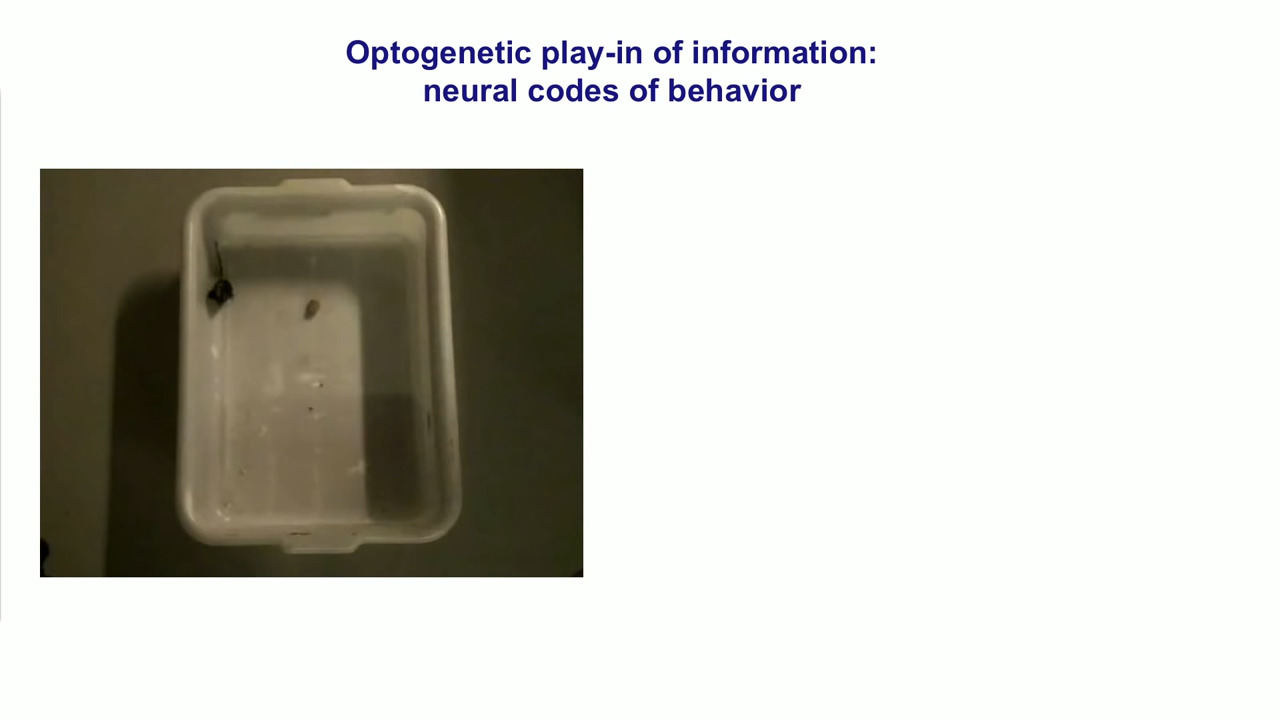 Optogenetic play-in of information:
neural codes of behavior